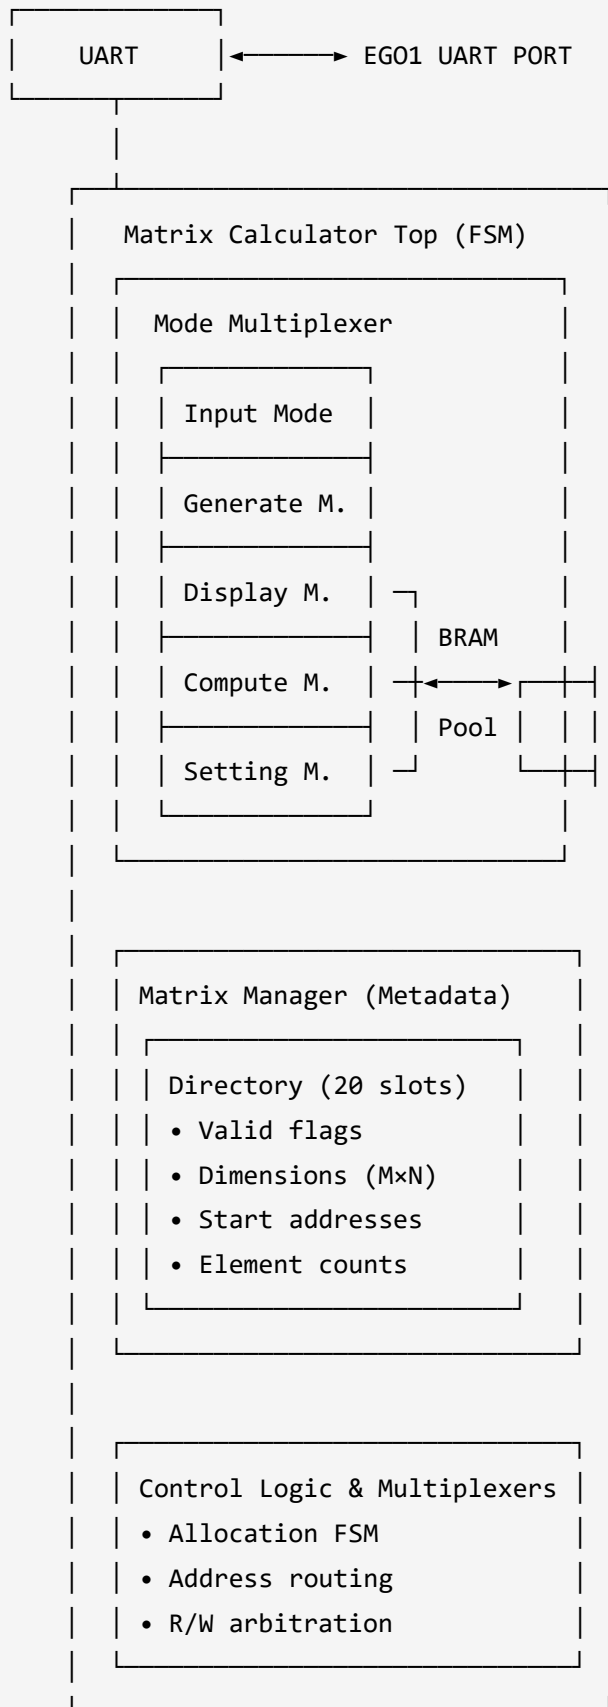 UART EGO1 UART PORT
Matrix Calculator Top (FSM)
Mode Multiplexer
Input Mode
Generate M.
Display M.
BRAM
Compute M.
Pool
Setting M.
Matrix Manager (Metadata)
Directory (20 slots)
• Valid flags
• Dimensions (M×N)
• Start addresses
• Element counts
Control Logic & Multiplexers
• Allocation FSM
• Address routing
• R/W arbitration